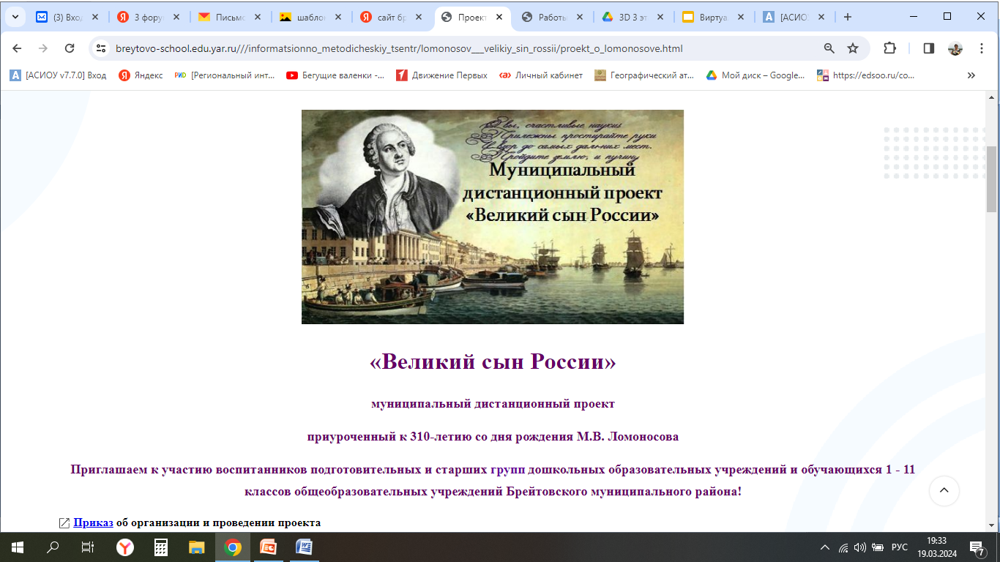 (3) Вход
3 фору
Письмо
шаблон
сайт бр
Проект
Работы
3D 3 эт
Виртуа
[АСИО
breytovo-school.edu.yar.ru///informatsionno_metodicheskiy_tsentr/lomonosov___velikiy_sin_rossii/proekt_o_lomonosove.html
[АСИОУ v7.7.0] Вход
Яндекс
РИD [Региональный инт...
Бегущие валенки -...
Движение Первых
Личный кабинет
Географический ат...
Мой диск – Google...
https://edsoo.ru/co...
О вы, счастливые науки!
Прилежны простирайте руки
И взор до самых дальних мест.
Пройдите землю, и пучину,
Муниципальный
дистанционный проект
«Великий сын России»
«Великий сын России»
муниципальный дистанционный проект
приуроченный к 310-летию со дня рождения М.В. Ломоносова
Приглашаем к участию воспитанников подготовительных и старших групп дошкольных образовательных учреждений и обучающихся 1 - 11
классов общеобразовательных учреждений Брейтовского муниципального района!
Приказ об организации и проведении проекта
РУС
19:33
19.03.2024
7